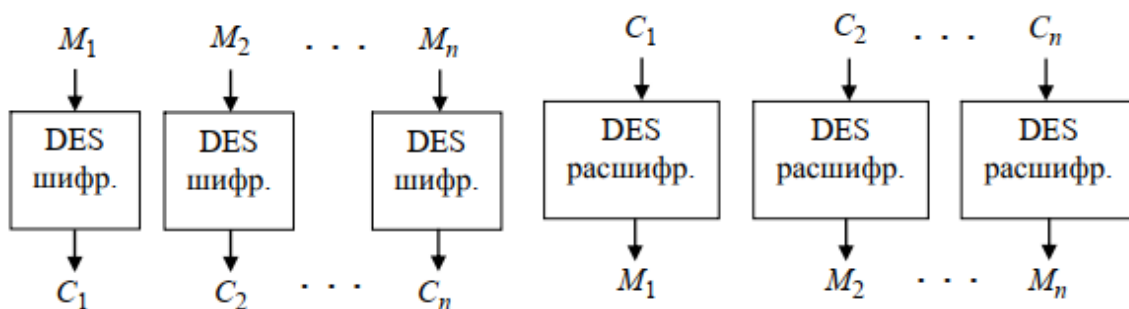 M1 M2 . . . Mn
DES шифр. DES шифр. DES шифр.
C1 C2 . . . Cn
C1 C2 . . . Cn
DES расшифр. DES расшифр. DES расшифр.
M1 M2 . . . Mn